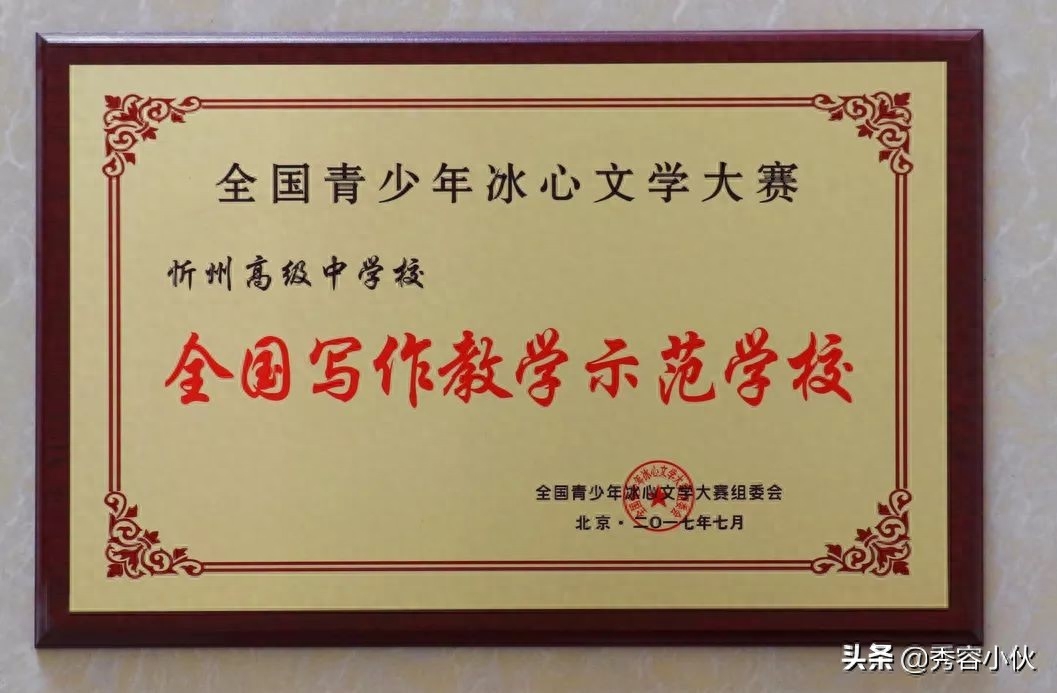 全国青少年冰心文学大赛
忻州高级中学校
全国写作教学示范学校
全国青少年冰心文学大赛组委会
北京·二〇一七年七月
头条 @秀容小伙